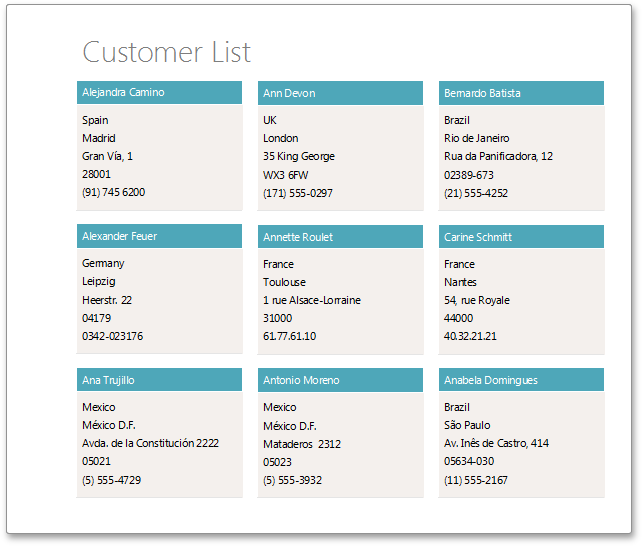 Customer List
Alejandra Camino
Spain
Madrid
Gran Vía, 1
28001
(91) 745 6200
Ann Devon
UK
London
35 King George
WX3 6FW
(171) 555-0297
Bernardo Batista
Brazil
Rio de Janeiro
Rua da Panificadora, 12
02389-673
(21) 555-4252
Alexander Feuer
Germany
Leipzig
Heerstr. 22
04179
0342-023176
Annette Roulet
France
Toulouse
1 rue Alsace-Lorraine
31000
61.77.61.10
Carine Schmitt
France
Nantes
54, rue Royale
44000
40.32.21.21
Ana Trujillo
Mexico
México D.F.
Avda. de la Constitución 2222
05021
(5) 555-4729
Antonio Moreno
Mexico
México D.F.
Mataderos  2312
05023
(5) 555-3932
Anabela Domingues
Brazil
São Paulo
Av. Inês de Castro, 414
05634-030
(11) 555-2167